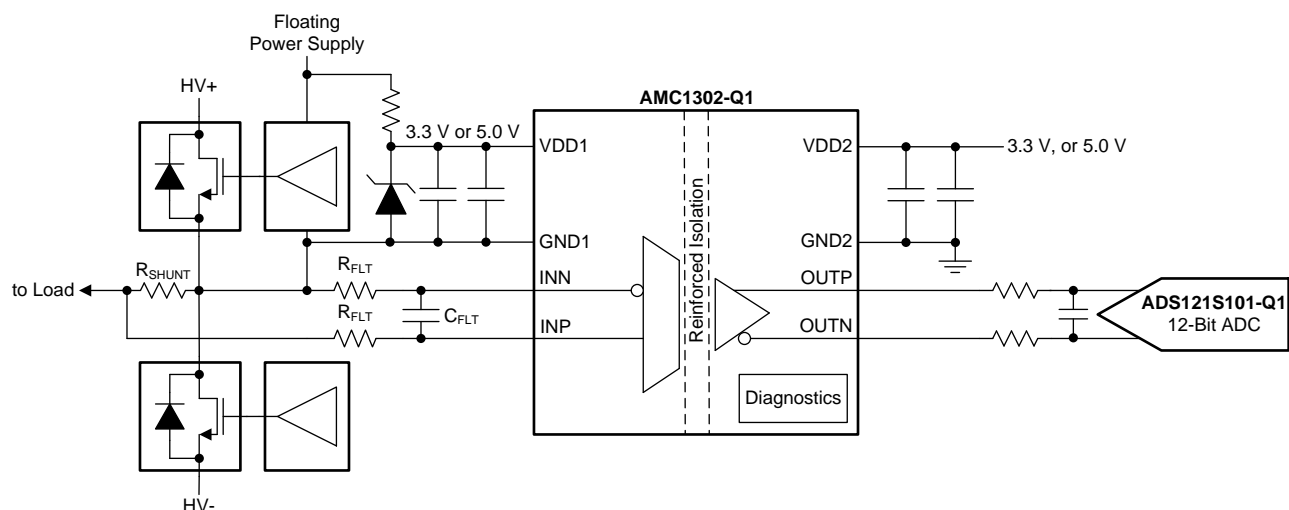 Floating
Power Supply
HV+
AMC1302-Q1
3.3 V or 5.0 V
VDD1
VDD2
3.3 V, or 5.0 V
Reinforced Isolation
GND1
GND2
RSHUNT
RFLT
INN
OUTP
to Load
RFLT
CFLT
INP
OUTN
ADS121S101-Q1
12-Bit ADC
Diagnostics
HV-